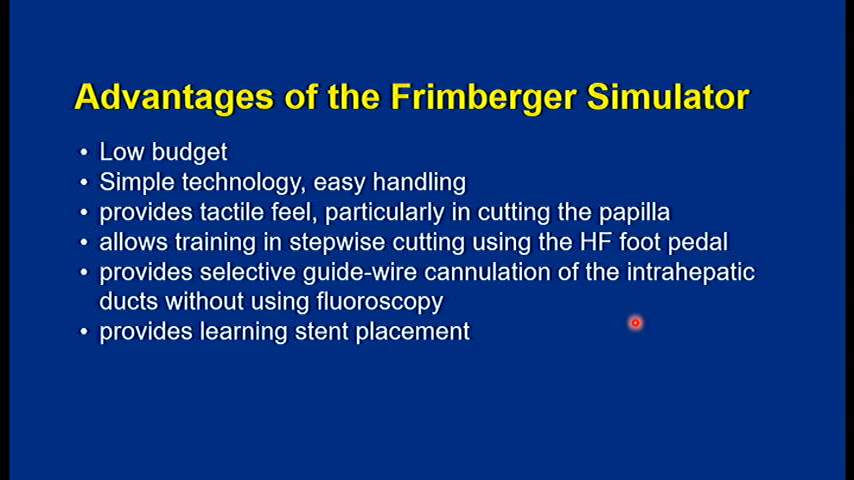 Advantages of the Frimberger Simulator
• Low budget
• Simple technology, easy handling
• provides tactile feel, particularly in cutting the papilla
• allows training in stepwise cutting using the HF foot pedal
• provides selective guide-wire cannulation of the intrahepatic
ducts without using fluoroscopy
• provides learning stent placement